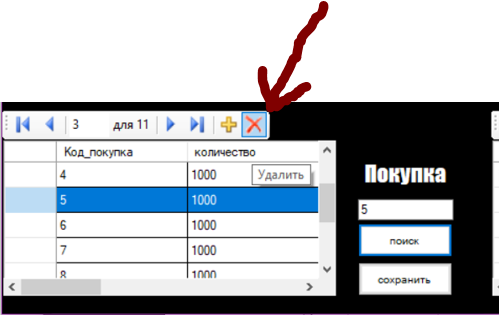 3 для 11
Код_покупка количество
4 1000
Удалить
5 1000
6 1000
7 1000
8 1000
Покупка
5
поиск
сохранить